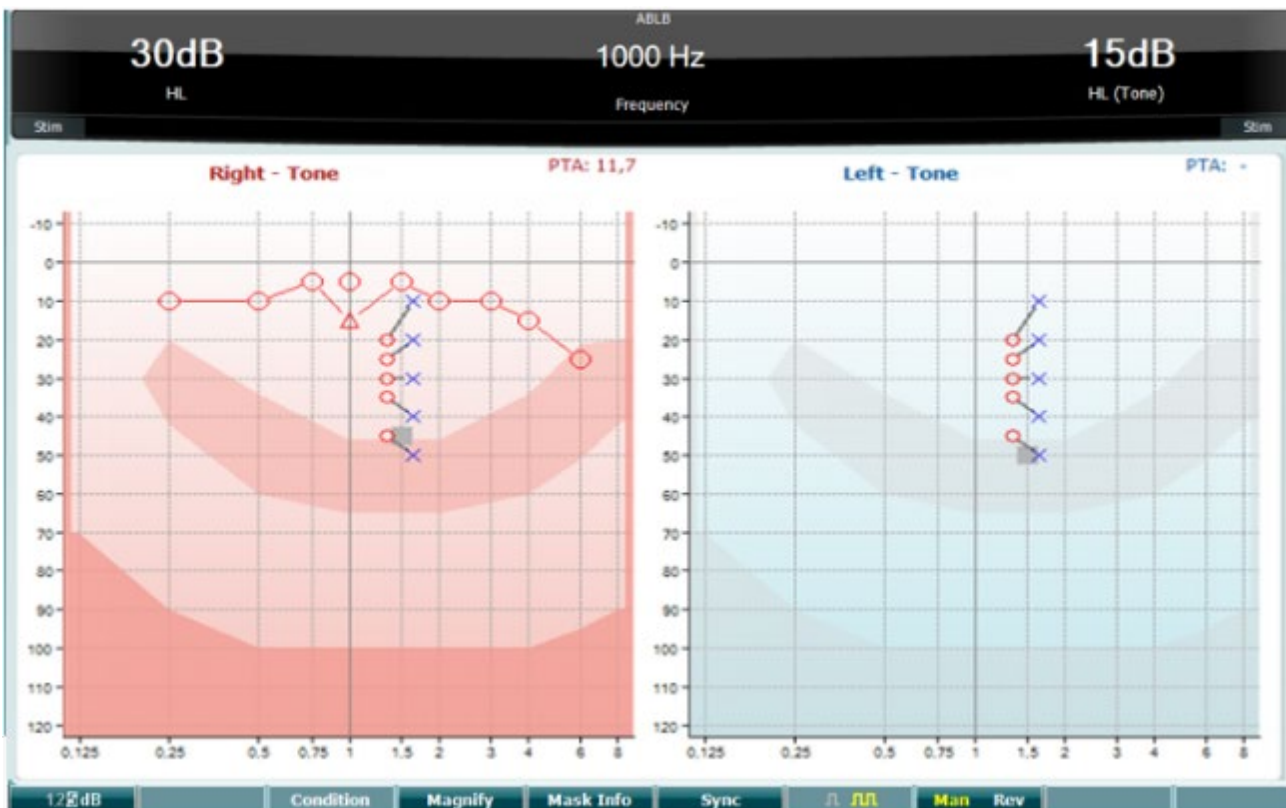 ABLB
30dB 1000 Hz 15dB
HL Frequency HL (Tone)
Stim Stim
Right - Tone PTA: 11,7 Left - Tone PTA: -
-10 -10
0 0
10 10
20 20
30 30
40 40
50 50
60 60
70 70
80 80
90 90
100 100
110 110
120 120
0,125 0,25 0,5 0,75 1 1,5 2 3 4 6 8 0,125 0,25 0,5 0,75 1 1,5 2 3 4 6 8
Condition Magnify Mask Info Sync Man Rev